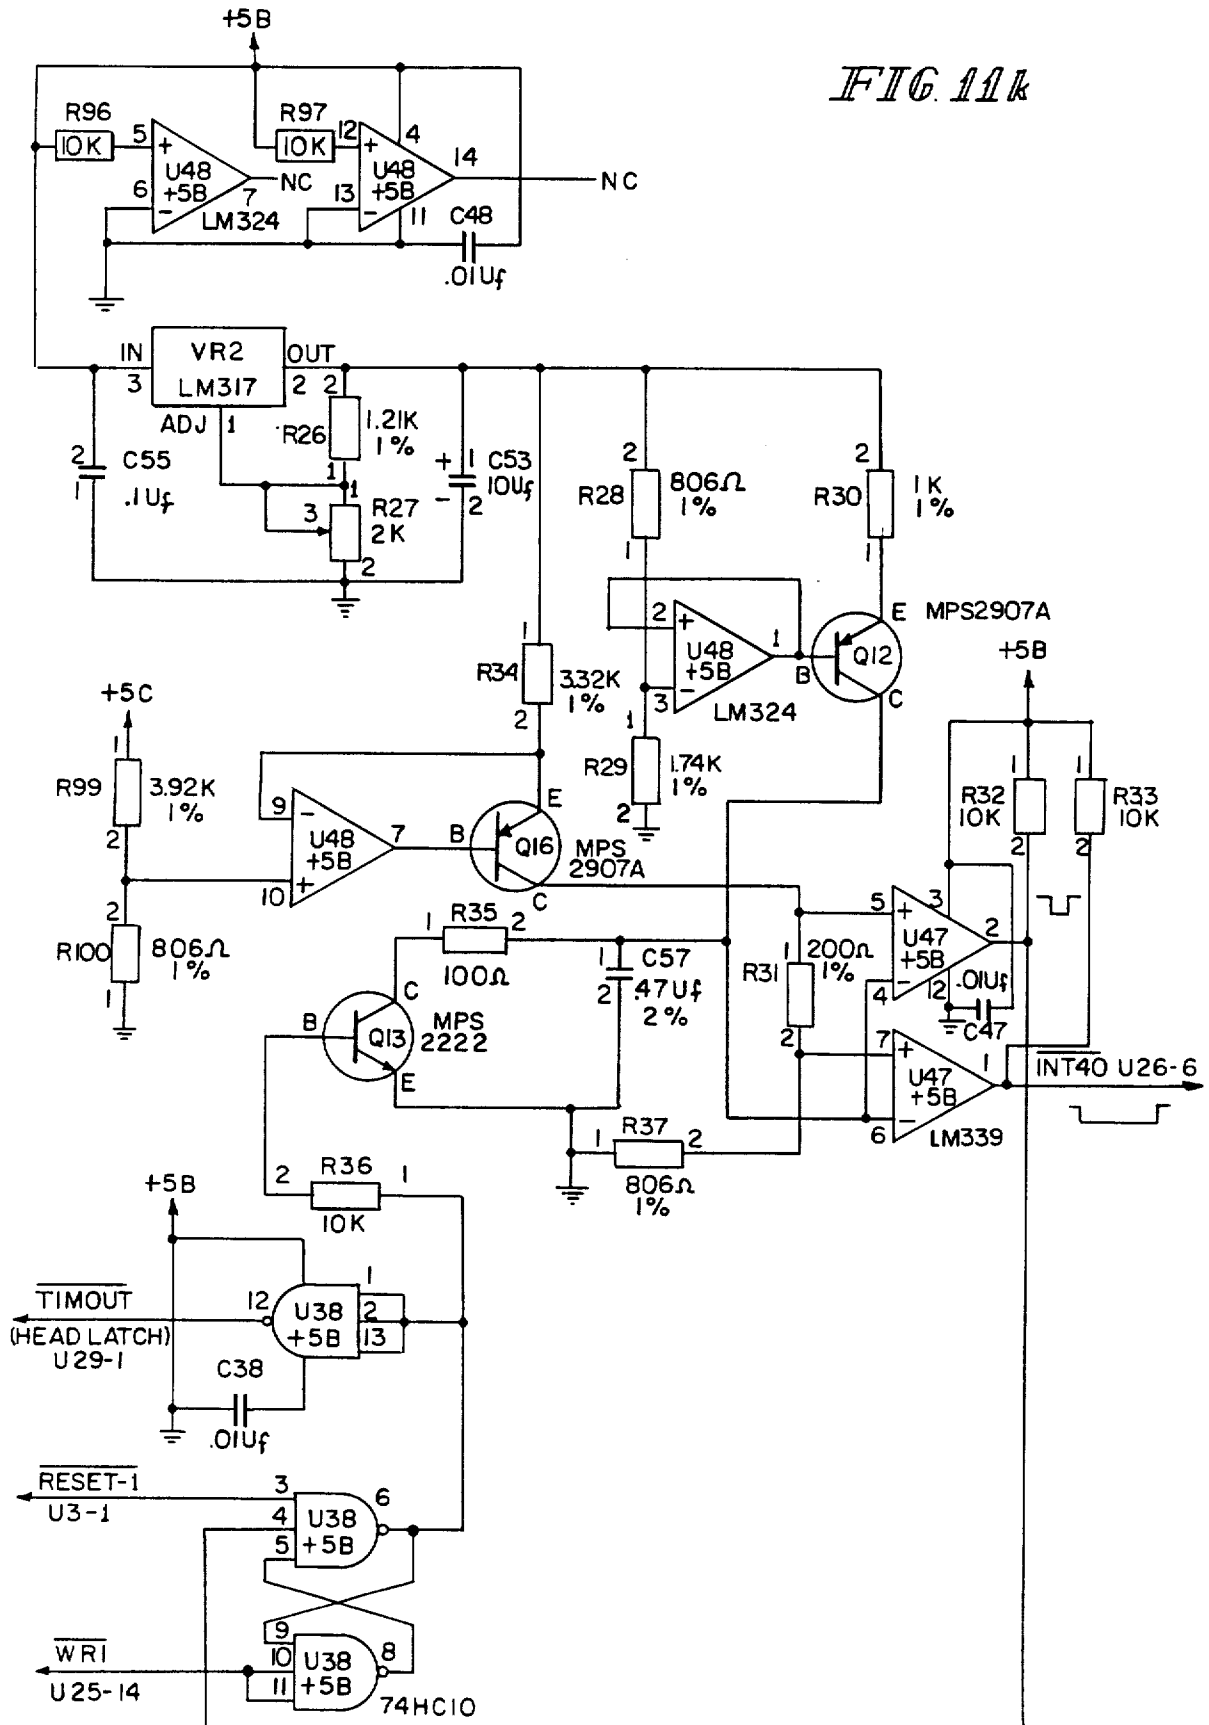 FIG. 11k
+5B
R96
10K
5
+
6
-
U48
+5B
7
NC
LM324
R97
10K
12
+
4
13
-
U48
+5B
14
11
NC
C48
.01Uf
IN
3
VR2
LM317
OUT
2
ADJ
1
2
C55
1
.1Uf
2
R26
1.21K
1%
1
1
3
R27
2K
2
+
1
C53
10Uf
-
2
2
R28
806Ω
1%
1
2
R30
1K
1%
1
2
+
U48
+5B
1
-
3
LM324
E
MPS2907A
B
Q12
C
1
R34
3.32K
1%
2
1
R29
1.74K
1%
2
+5C
1
R99
3.92K
1%
2
2
R100
806Ω
1%
1
9
-
U48
+5B
7
10
+
B
E
Q16
MPS
2907A
C
+5B
1
R32
10K
2
1
R33
10K
2
1
R35
2
100Ω
1
C57
.47Uf
2
2%
1
R31
200Ω
1%
2
5
+
3
U47
+5B
2
-
4
12
.01Uf
C47
C
B
Q13
MPS
2222
E
7
+
U47
+5B
1
-
6
LM339
INT40 U26-6
1
R37
2
806Ω
1%
2
R36
1
10K
+5B
TIMOUT
(HEAD LATCH)
U29-1
12
U38
+5B
1
2
13
C38
.01Uf
RESET-1
U3-1
3
4
5
U38
+5B
6
WR1
U25-14
9
10
11
U38
+5B
8
74HC10